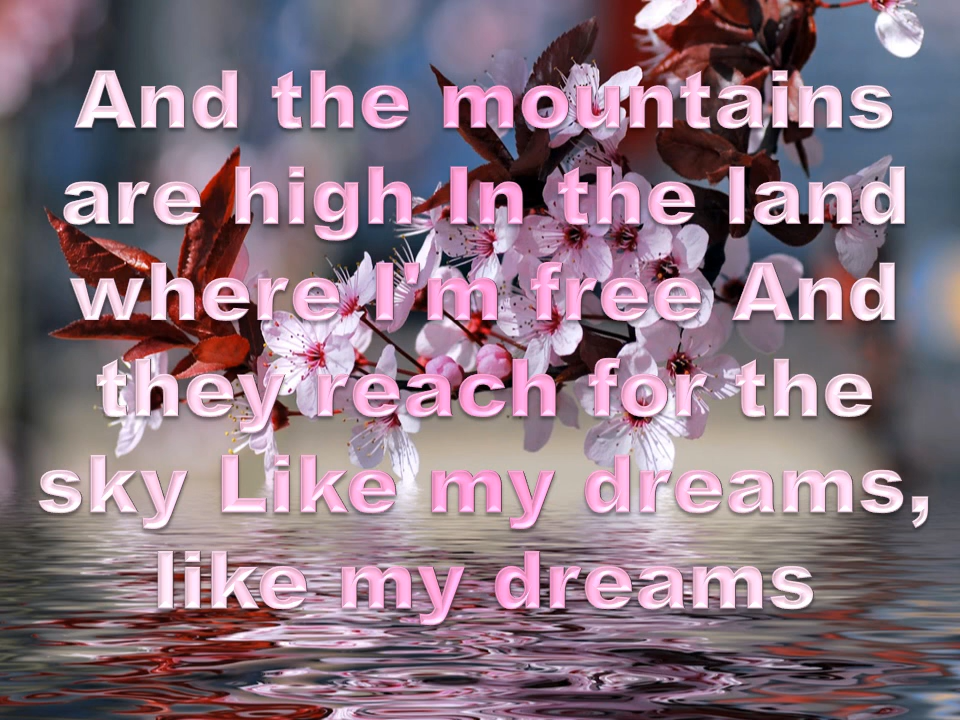 And the mountains
are high In the land
where I'm free And
they reach for the
sky Like my dreams,
like my dreams